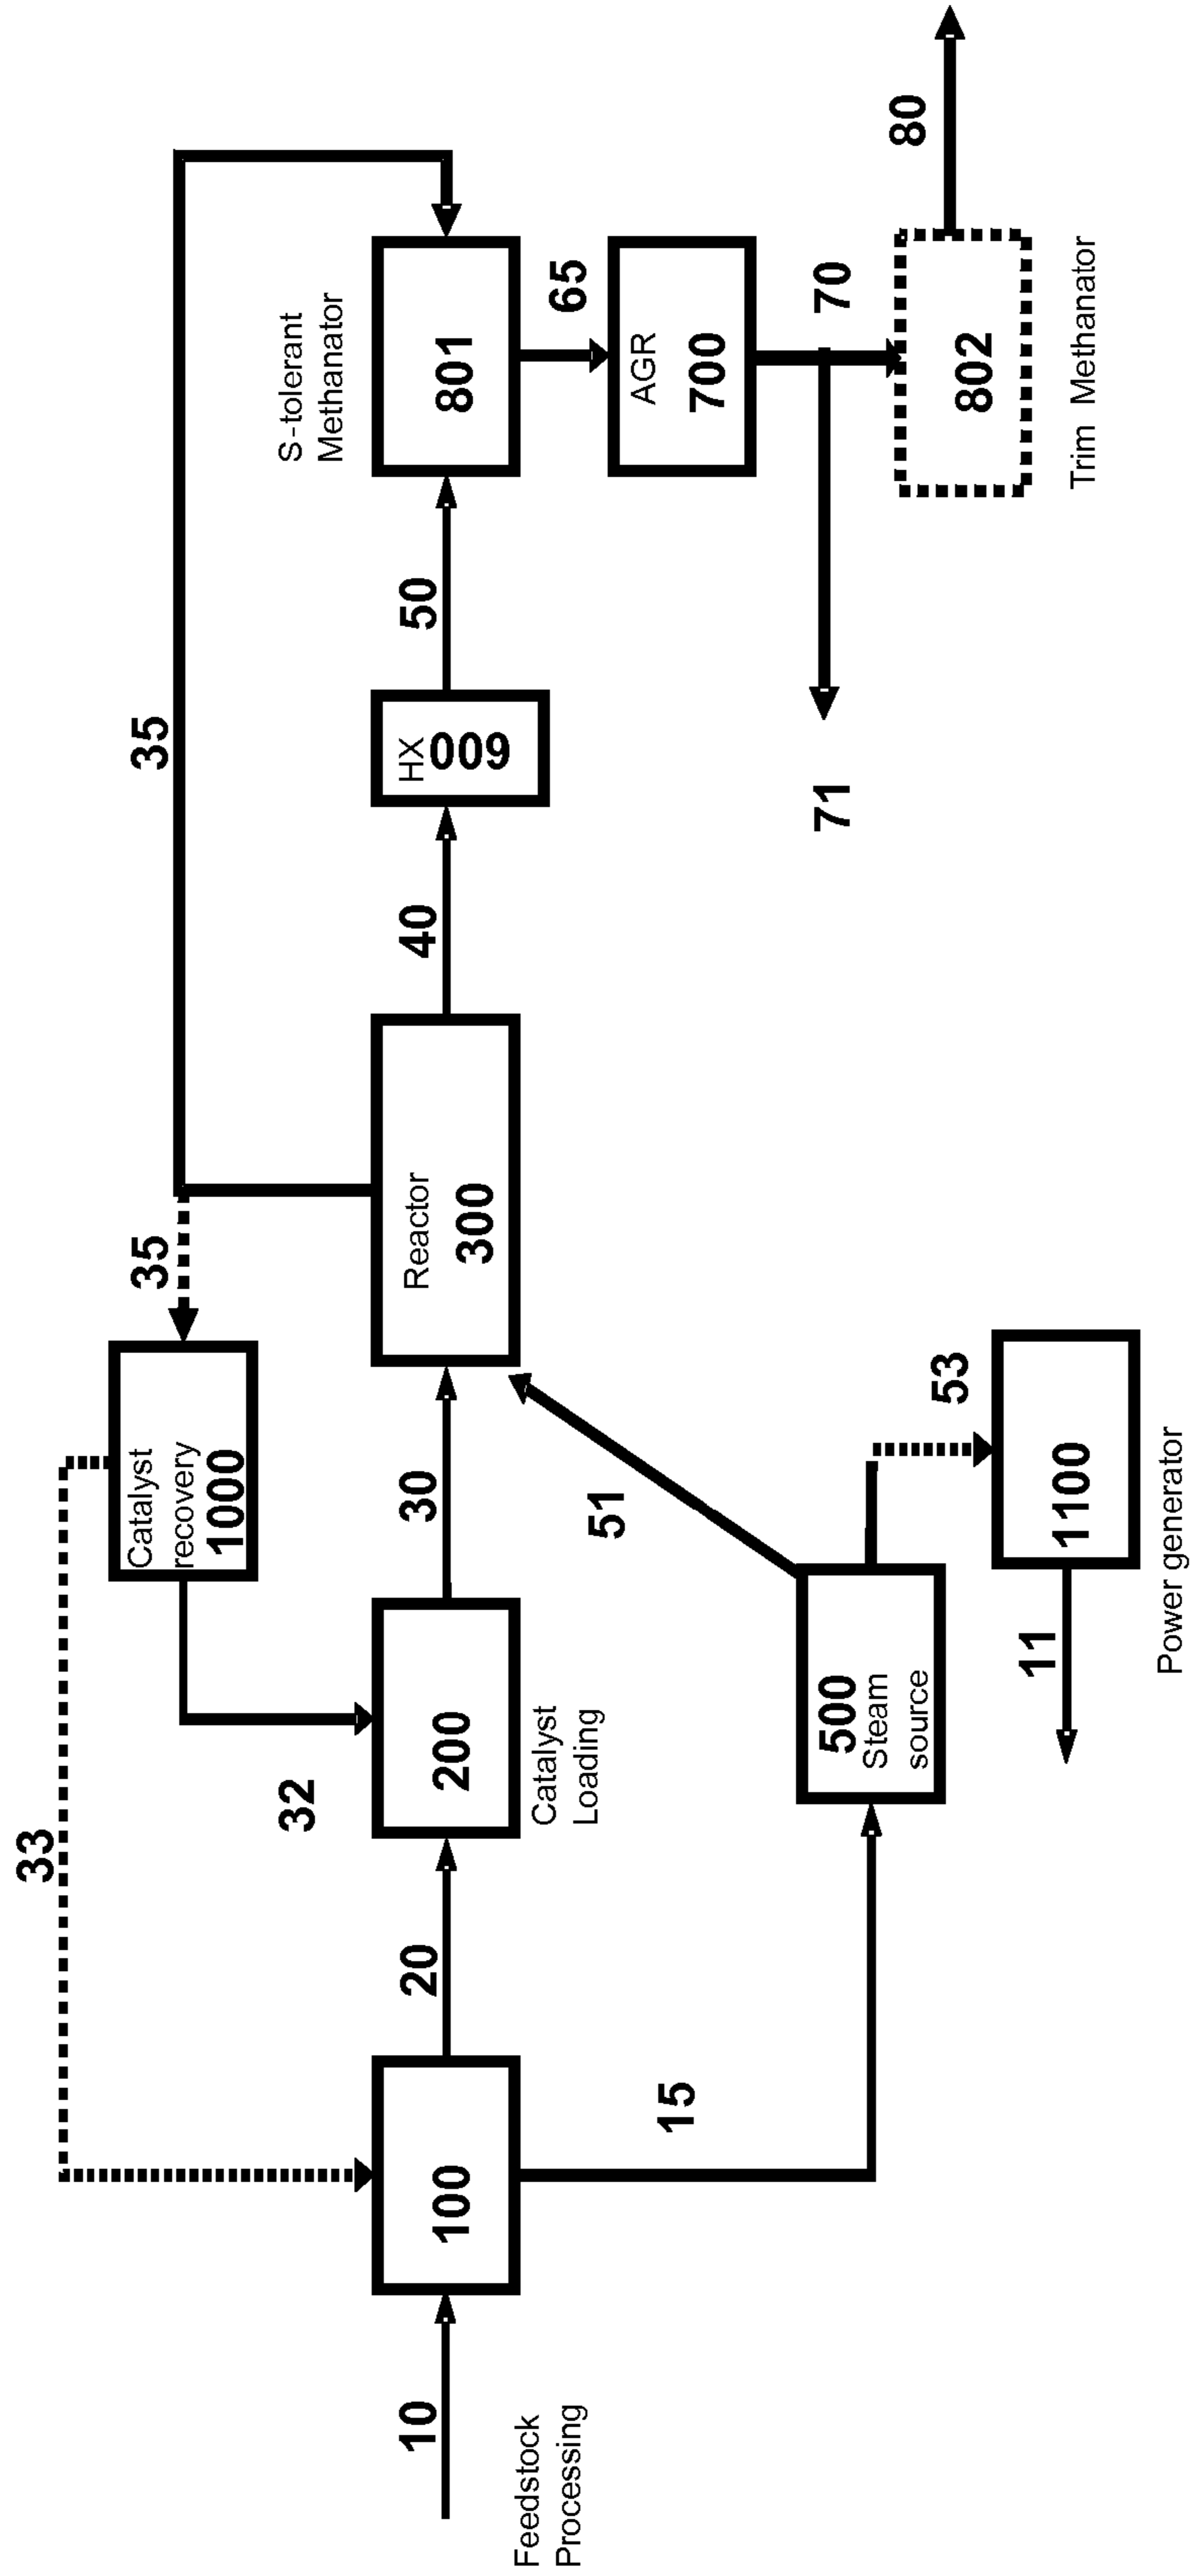 33
35
35
Catalyst
recovery
1000
32
S-tolerant
Methanator
10
20
30
40
50
100
200
Reactor
300
HX
009
801
Feedstock
Processing
Catalyst
Loading
65
51
15
AGR
700
500
Steam
source
71
70
53
80
802
11
1100
Trim Methanator
Power generator